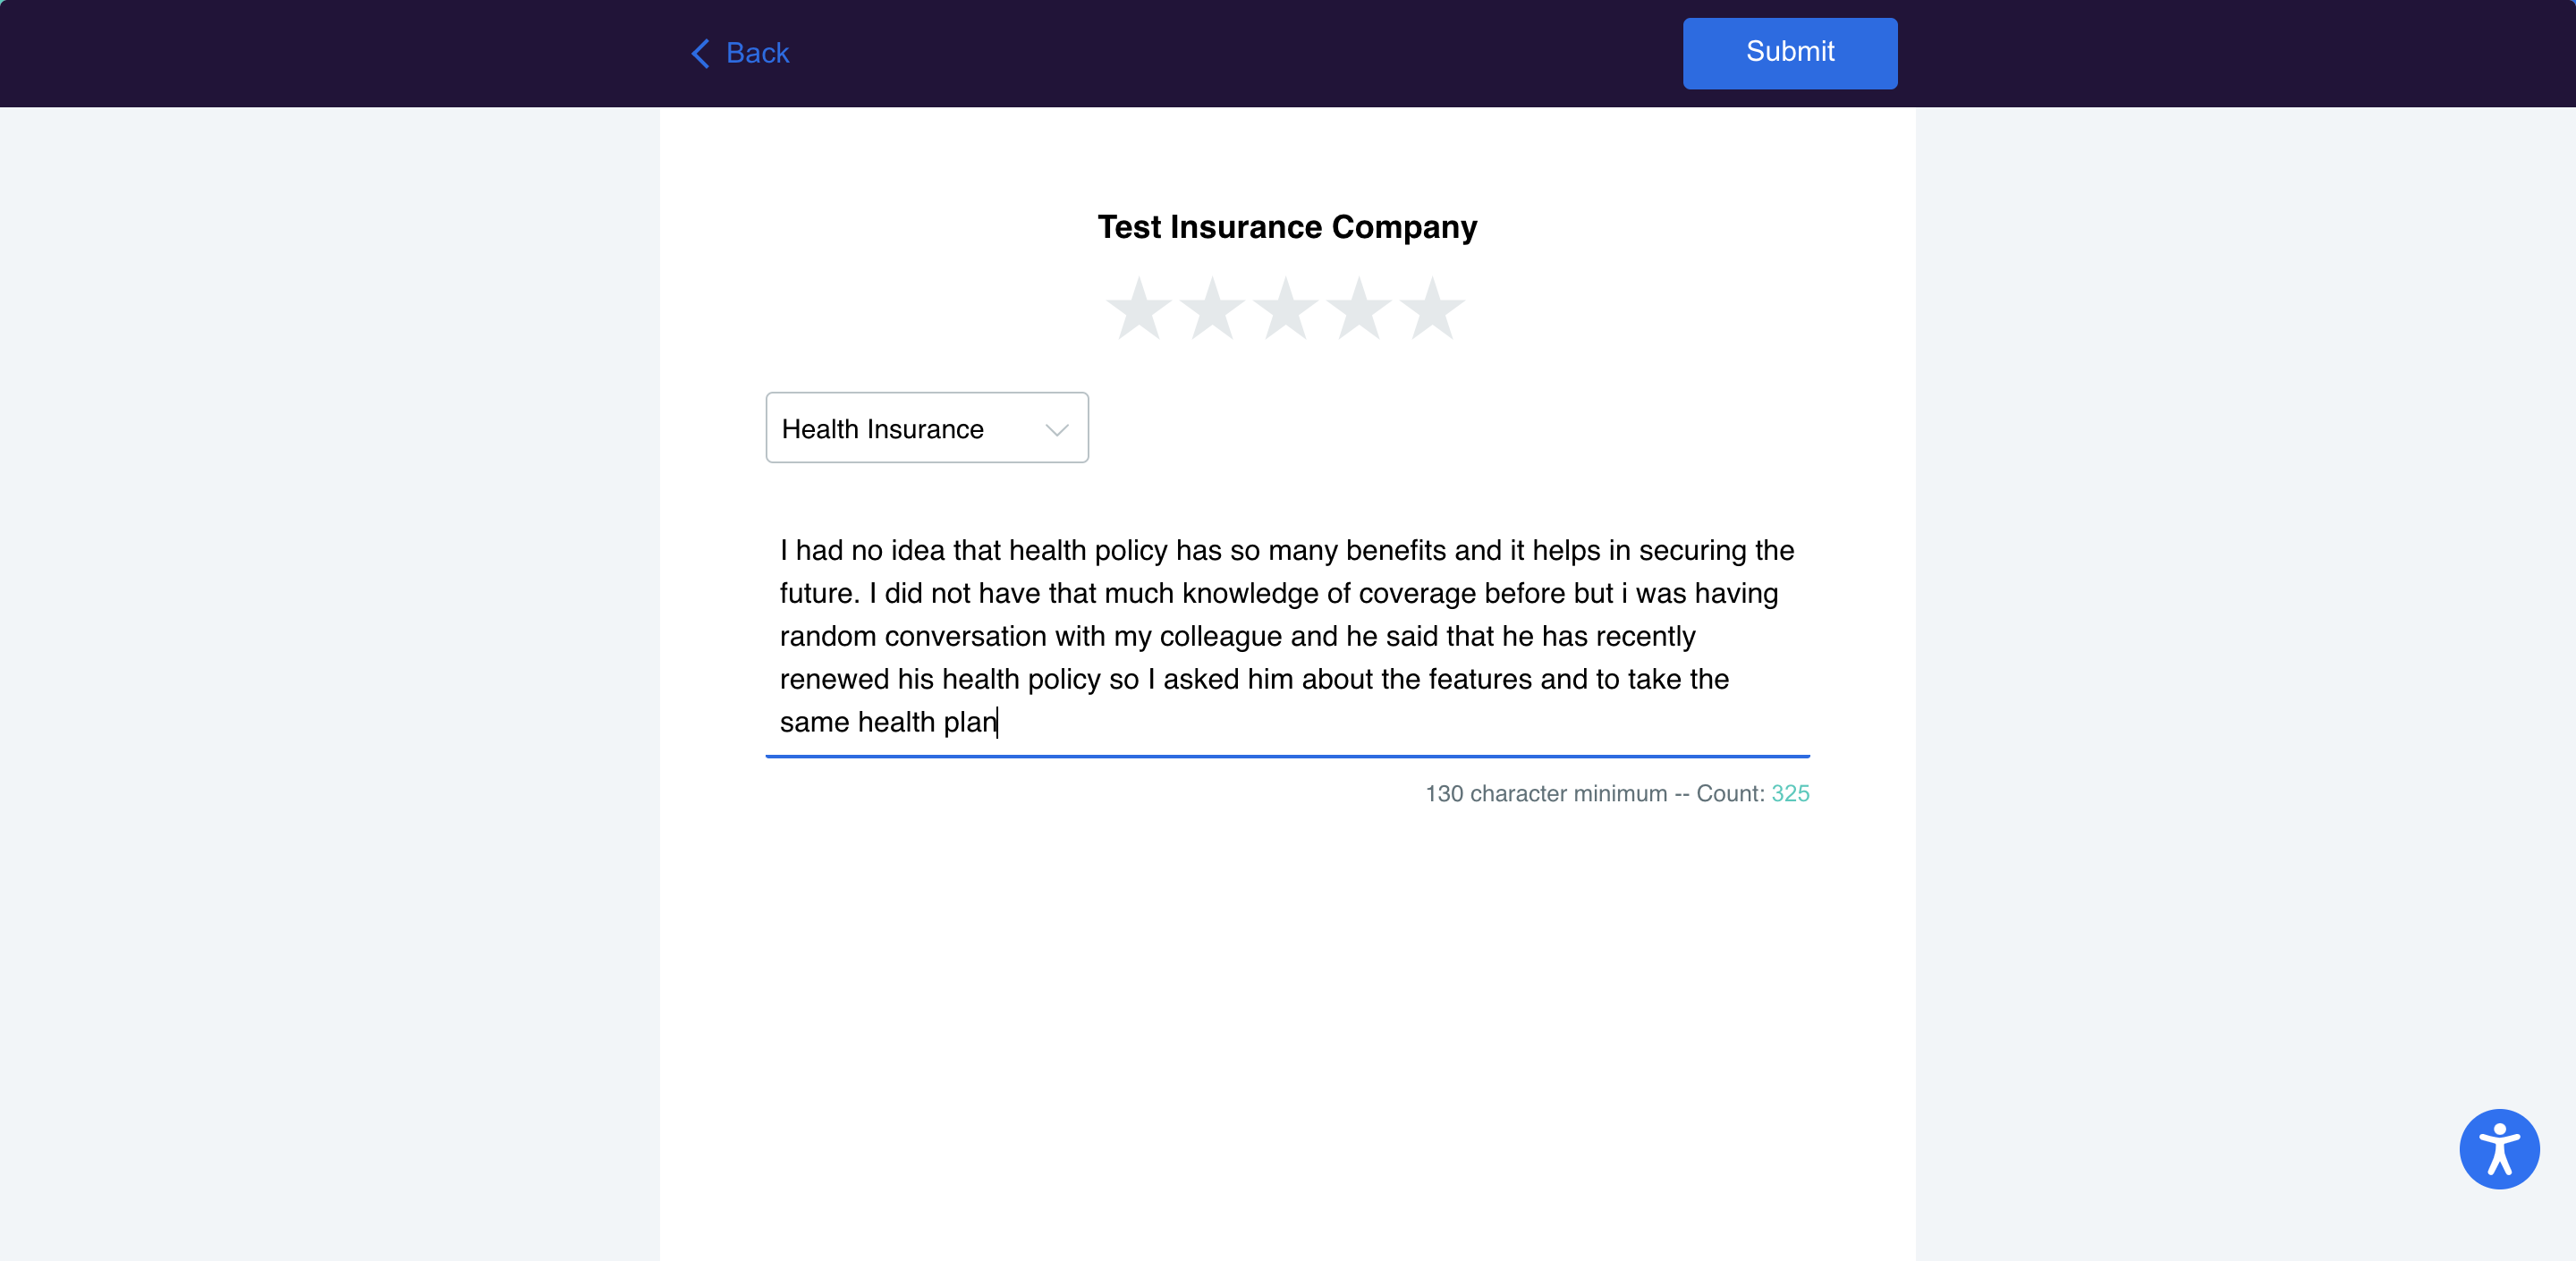 Back
Submit
Test Insurance Company
Health Insurance
I had no idea that health policy has so many benefits and it helps in securing the
future. I did not have that much knowledge of coverage before but i was having
random conversation with my colleague and he said that he has recently
renewed his health policy so I asked him about the features and to take the
same health plan
130 character minimum -- Count: 325